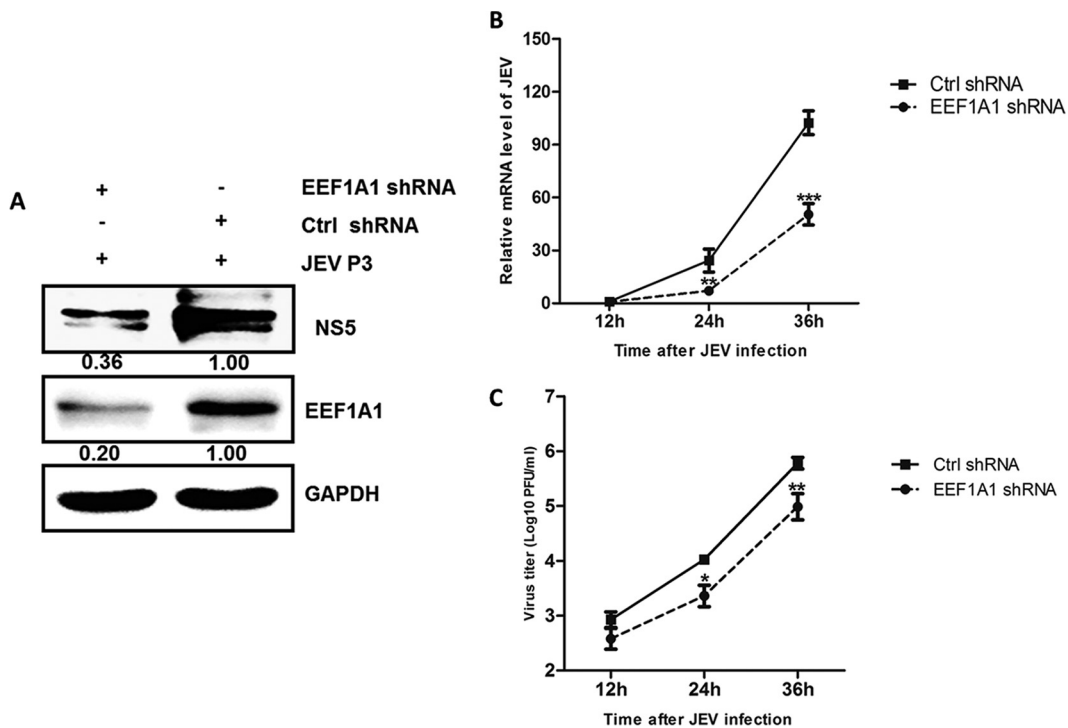 A
+ - EEF1A1 shRNA
- + Ctrl shRNA
+ + JEV P3
NS5
0.36 1.00
EEF1A1
0.20 1.00
GAPDH
B
Relative mRNA level of JEV
150
120
90
60
30
0
**
***
12h 24h 36h
Time after JEV infection
Ctrl shRNA
EEF1A1 shRNA
C
Virus titer (Log10 PFU/ml)
7
6
5
4
3
2
*
**
12h 24h 36h
Time after JEV infection
Ctrl shRNA
EEF1A1 shRNA